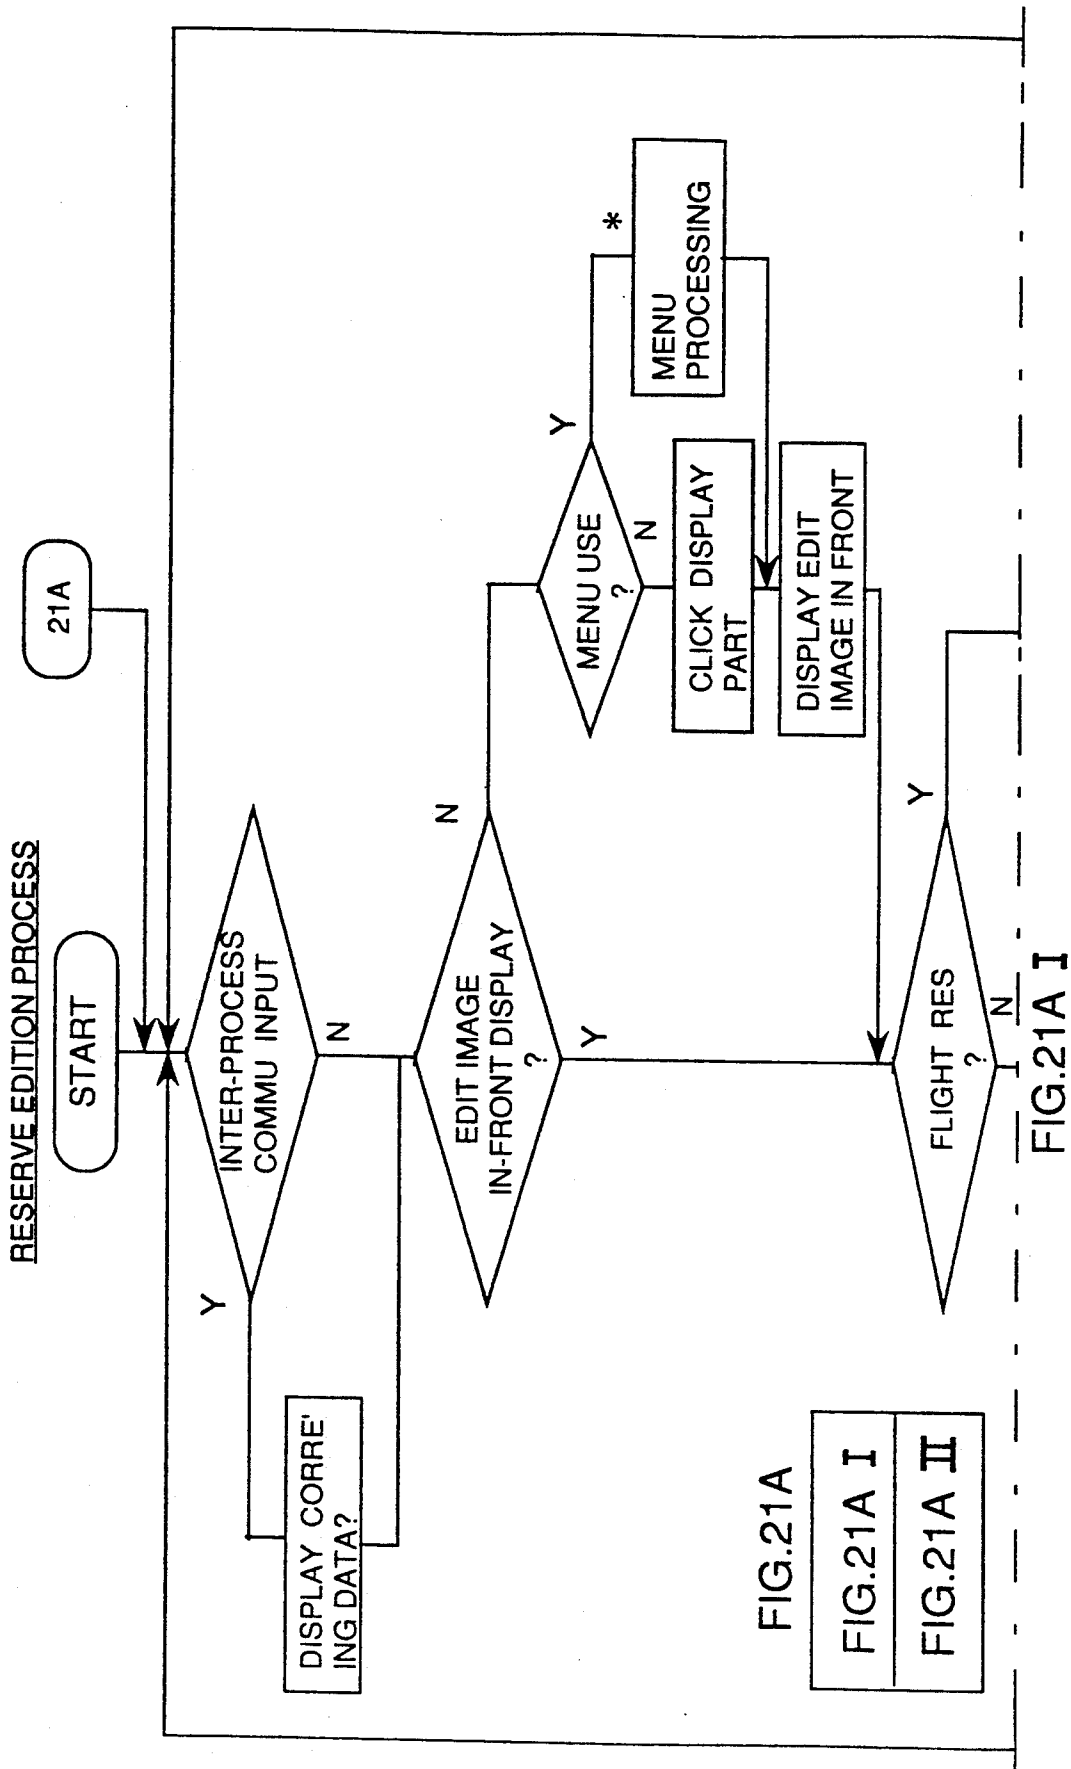 RESERVE EDITION PROCESS
START
21A
INTER-PROCESS
COMMU INPUT
Y
N
DISPLAY CORRE'
ING DATA?
EDIT IMAGE
IN-FRONT DISPLAY
?
N
Y
MENU USE
?
Y
N
*
MENU
PROCESSING
CLICK DISPLAY
PART
DISPLAY EDIT
IMAGE IN FRONT
FLIGHT RES
?
Y
N
FIG.21A
FIG.21A I
FIG.21A II
FIG.21A I